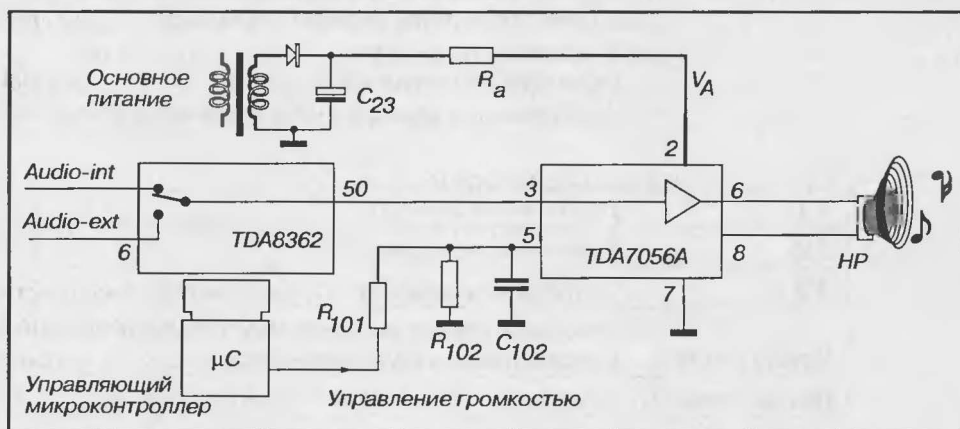 Основное
питание
C23
Ra
VA
2
Audio-int
50
3
6
Audio-ext
6
TDA8362
5
TDA7056A
8
HP
7
R101
R102
C102
μC
Управляющий
микроконтроллер
Управление громкостью